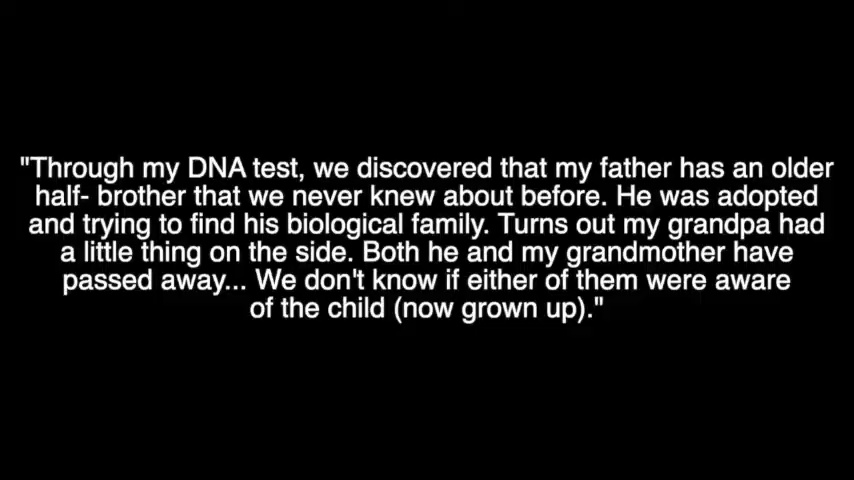 "Through my DNA test, we discovered that my father has an older
half- brother that we never knew about before. He was adopted
and trying to find his biological family. Turns out my grandpa had
a little thing on the side. Both he and my grandmother have
passed away... We don't know if either of them were aware
of the child (now grown up)."